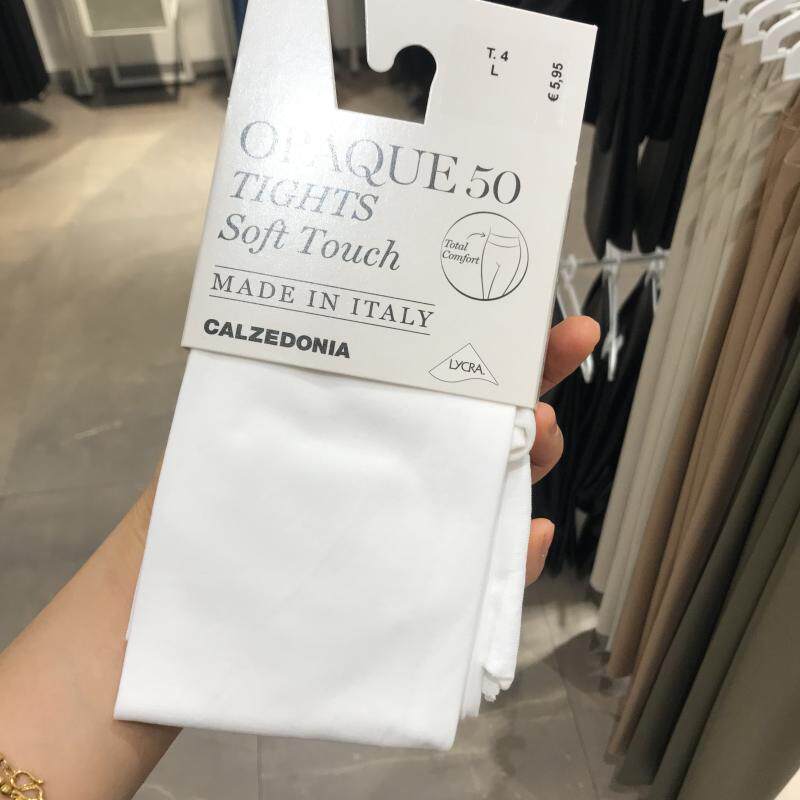 T. 4
L
€ 5,95
OPAQUE 50
TIGHTS
Soft Touch
Total
Comfort
MADE IN ITALY
CALZEDONIA
LYCRA.